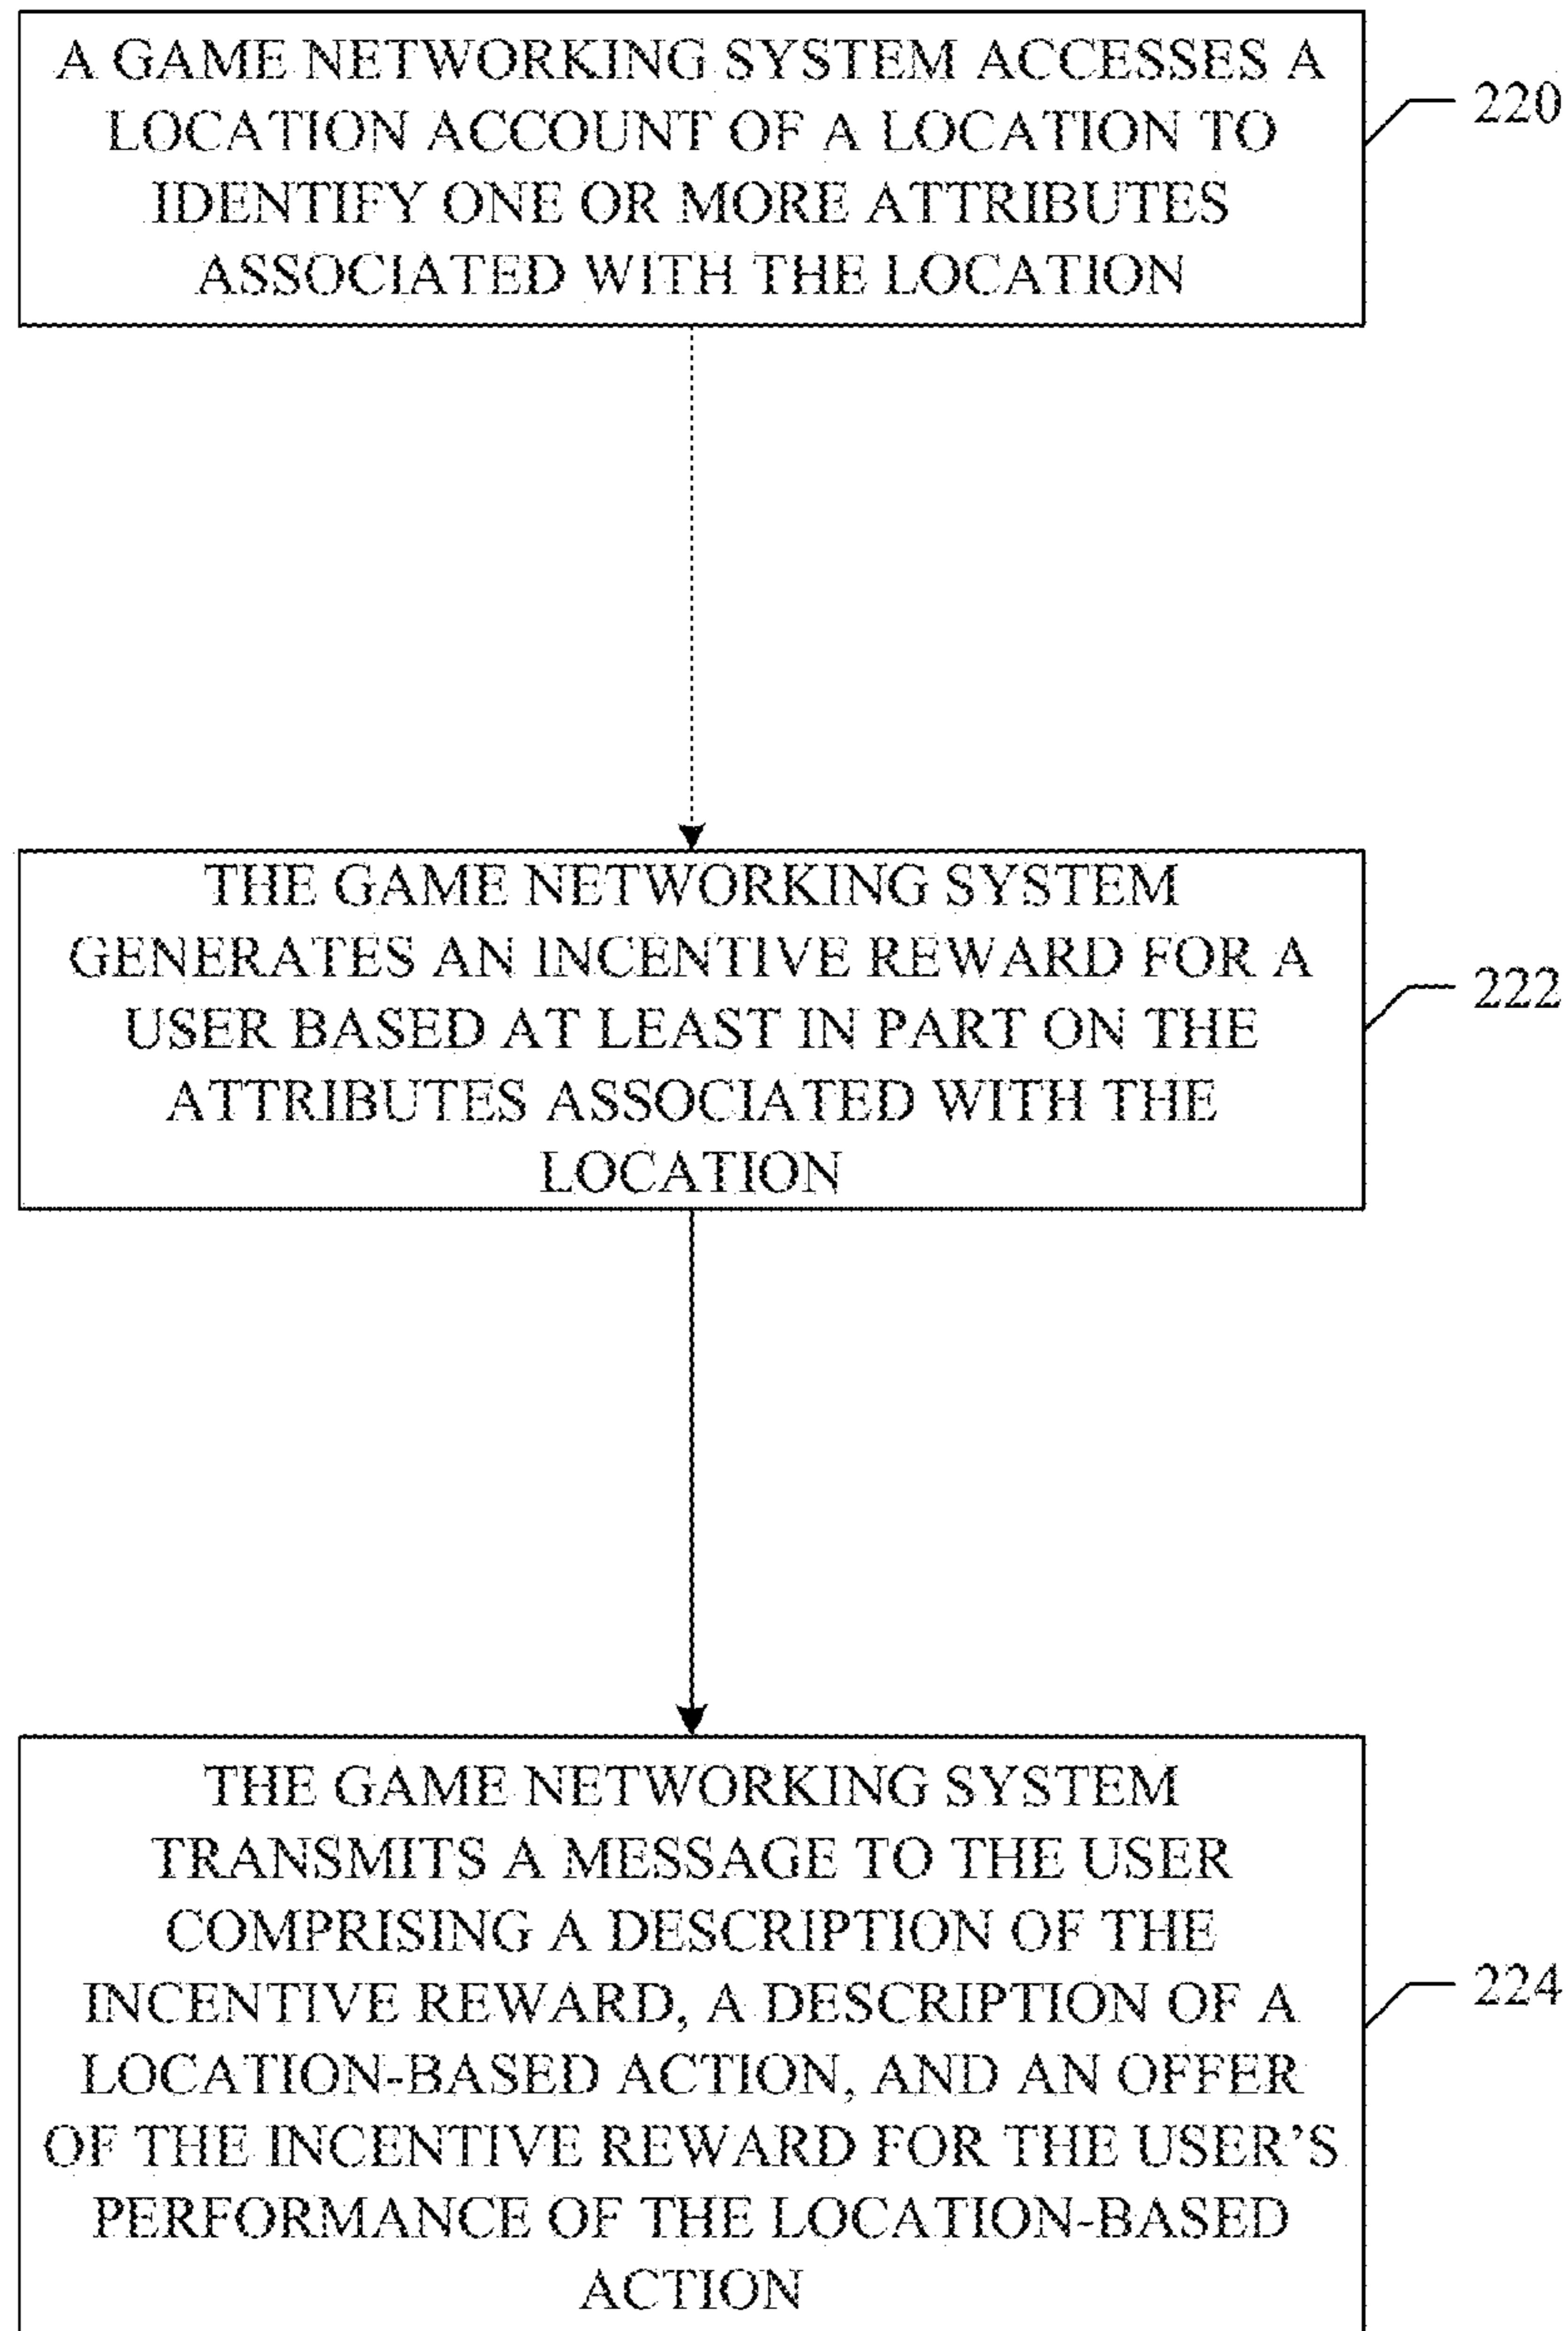 A GAME NETWORKING SYSTEM ACCESSES A
LOCATION ACCOUNT OF A LOCATION TO
IDENTIFY ONE OR MORE ATTRIBUTES
ASSOCIATED WITH THE LOCATION
220
THE GAME NETWORKING SYSTEM
GENERATES AN INCENTIVE REWARD FOR A
USER BASED AT LEAST IN PART ON THE
ATTRIBUTES ASSOCIATED WITH THE
LOCATION
222
THE GAME NETWORKING SYSTEM
TRANSMITS A MESSAGE TO THE USER
COMPRISING A DESCRIPTION OF THE
INCENTIVE REWARD, A DESCRIPTION OF A
LOCATION-BASED ACTION, AND AN OFFER
OF THE INCENTIVE REWARD FOR THE USER’S
PERFORMANCE OF THE LOCATION-BASED
ACTION
224